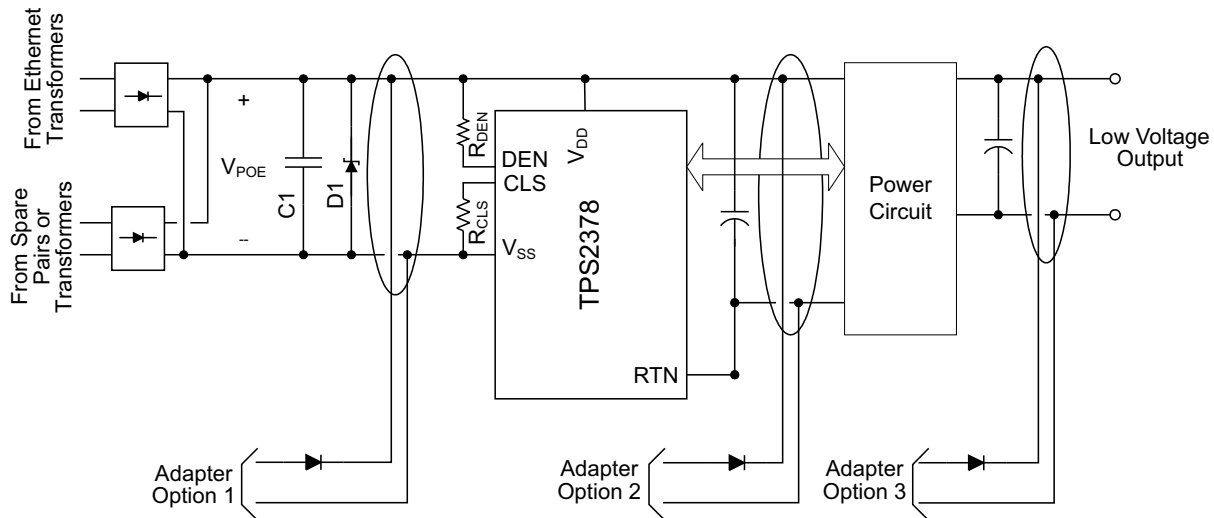 From Ethernet
Transformers
From Spare
Pairs or
Transformers
+
VPOE
--
C1
D1
RDEN
RCLS
DEN
CLS
VSS
VDD
TPS2378
RTN
Power
Circuit
Low Voltage
Output
Adapter
Option 1
Adapter
Option 2
Adapter
Option 3